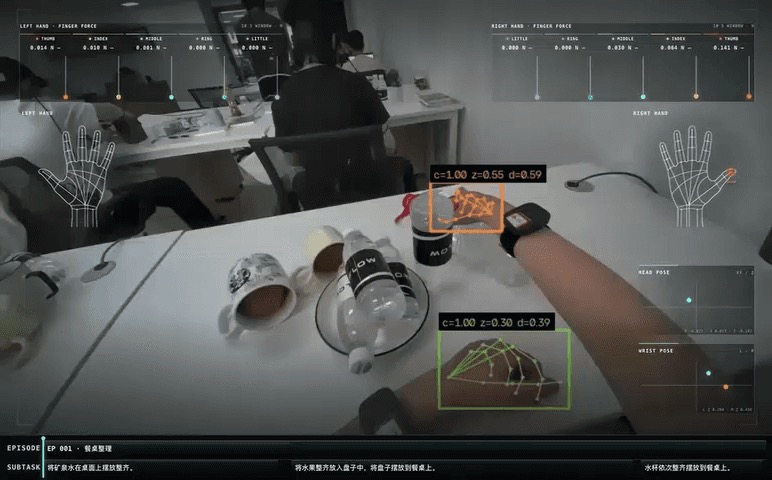 LEFT HAND · FINGER FORCE
THUMB INDEX MIDDLE RING LITTLE
0.014 N — 0.010 N — 0.001 N — 0.000 N — 0.000 N —
RIGHT HAND · FINGER FORCE
LITTLE RING MIDDLE INDEX THUMB
0.000 N — 0.000 N — 0.030 N — 0.064 N — 0.141 N —
LEFT HAND
RIGHT HAND
c=1.00 z=0.55 d=0.59
LOW
c=1.00 z=0.30 d=0.39
HEAD POSE
WRIST POSE
EPISODE EP 001 · 餐桌整理
SUBTASK 将矿泉水在桌面上摆放整齐。 将水果整齐放入盘子中，将盘子摆放到餐桌上。 水杯依次整齐摆放到餐桌上。